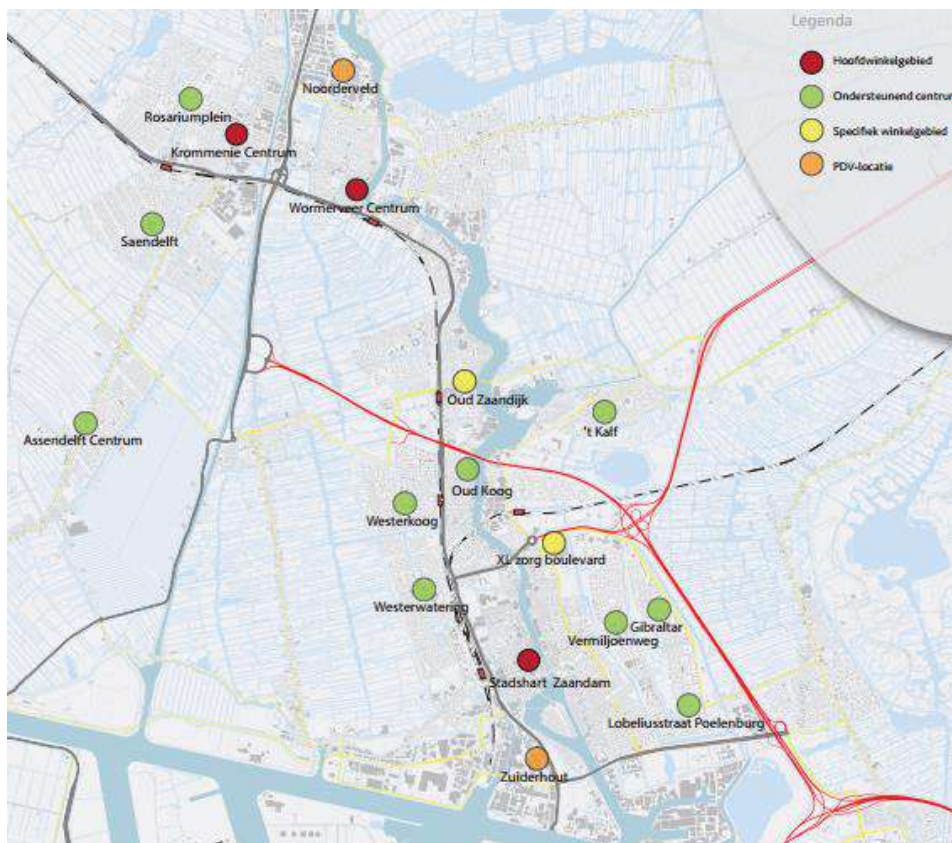 Legenda
Hoofdwinkelgebied
Ondersteunend centrum
Specifiek winkelgebied
PDV-locatie
Noorderveld
Rosariumplein
Krommenie Centrum
Wormerveer Centrum
Saendelft
Oud Zaandijk
't Kalf
Assendelft Centrum
Oud Koog
Westerkoog
XL zorg boulevard
Westerwatering
Gibraltar
Vermiljoenweg
Stadshart Zaandam
Lobeliusstraat Poelenburg
Zuiderhout